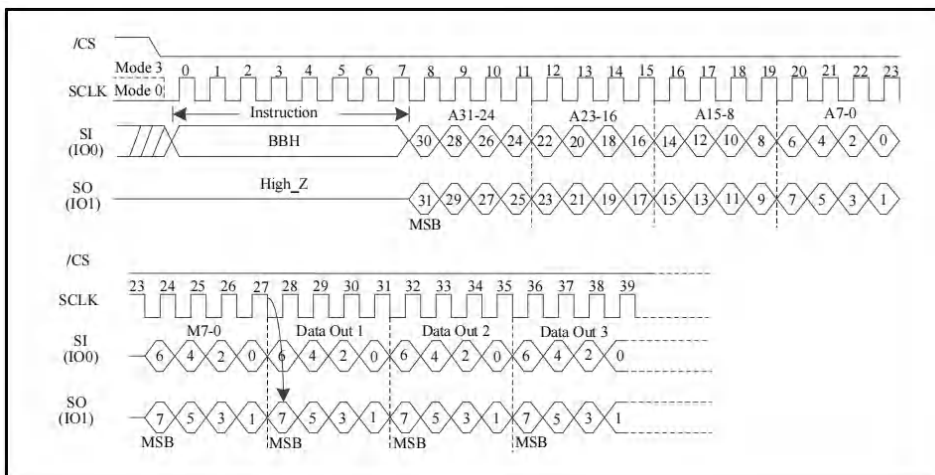 /CS
Mode 3 0 1 2 3 4 5 6 7 8 9 10 11 12 13 14 15 16 17 18 19 20 21 22 23
SCLK Mode 0
Instruction A31-24 A23-16 A15-8 A7-0
SI
(IO0) BBH 30 28 26 24 22 20 18 16 14 12 10 8 6 4 2 0
High_Z
SO
(IO1) 31 29 27 25 23 21 19 17 15 13 11 9 7 5 3 1
MSB
/CS
23 24 25 26 27 28 29 30 31 32 33 34 35 36 37 38 39
SCLK
M7-0 Data Out 1 Data Out 2 Data Out 3
SI
(IO0) 6 4 2 0 6 4 2 0 6 4 2 0 6 4 2 0
SO
(IO1) 7 5 3 1 7 5 3 1 7 5 3 1 7 5 3 1
MSB MSB MSB MSB